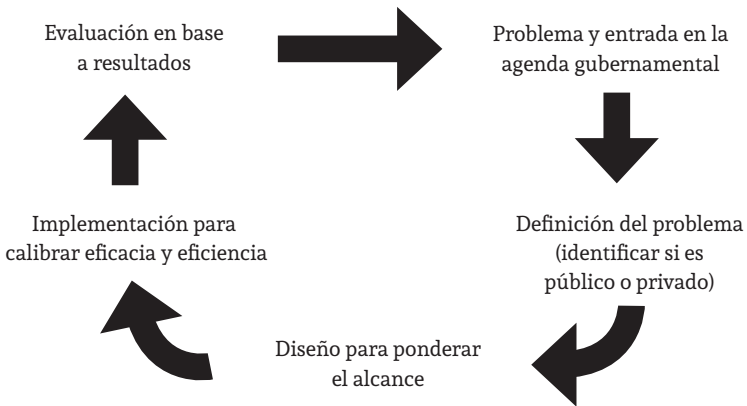 Evaluación en base
a resultados
Problema y entrada en la
agenda gubernamental
Implementación para
calibrar eficacia y eficiencia
Definición del problema
(identificar si es
público o privado)
Diseño para ponderar
el alcance